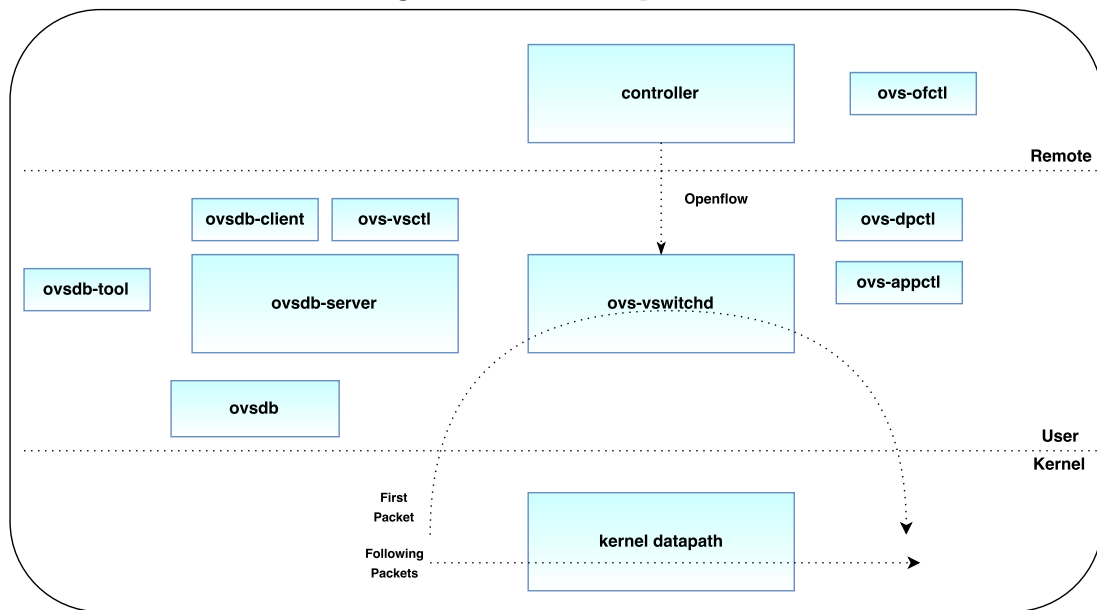 controller
ovs-ofctl
Remote
Openflow
ovsdb-client
ovs-vsctl
ovs-dpctl
ovsdb-tool
ovsdb-server
ovs-vswitchd
ovs-appctl
ovsdb
User
Kernel
First
Packet
kernel datapath
Following
Packets